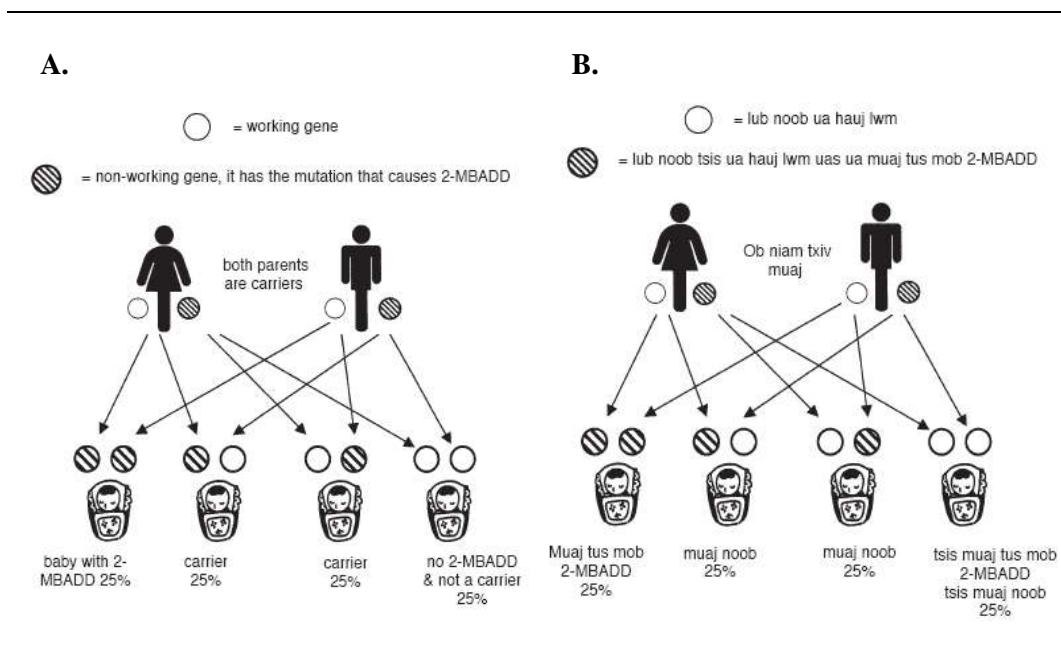 A.
= working gene
= non-working gene, it has the mutation that causes 2-MBADD
both parents
are carriers
baby with 2-
MBADD 25%
carrier
25%
carrier
25%
no 2-MBADD
& not a carrier
25%
B.
= lub noob ua hauj lwm
= lub noob tsis ua hauj lwm uas ua muaj tus mob 2-MBADD
Ob niam txiv
muaj
Muaj tus mob
2-MBADD
25%
muaj noob
25%
muaj noob
25%
tsis muaj tus mob
2-MBADD
tsis muaj noob
25%